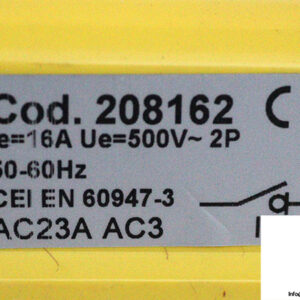 Cod. 208162
e=16A Ue=500V~ 2P
50-60Hz
CEI EN 60947-3
AC23A AC3